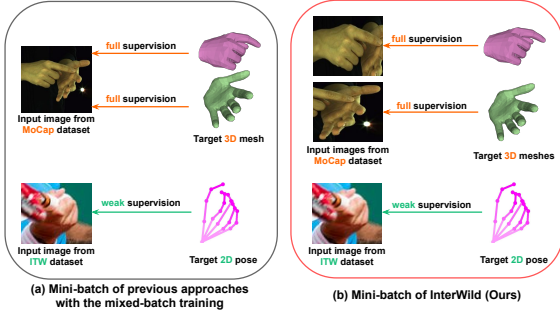 full supervision
full supervision
Input image from
MoCap dataset
Target 3D mesh
weak supervision
Input image from
ITW dataset
Target 2D pose
(a) Mini-batch of previous approaches
with the mixed-batch training
full supervision
full supervision
Input images from
MoCap dataset
Target 3D meshes
weak supervision
Input image from
ITW dataset
Target 2D pose
(b) Mini-batch of InterWild (Ours)